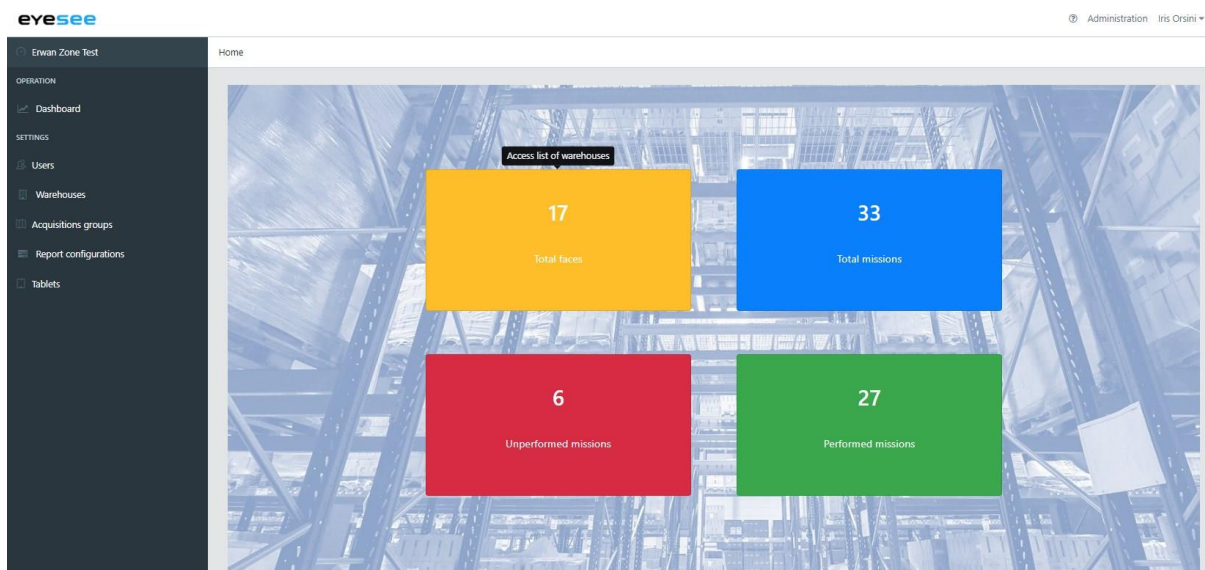 eyesee
Administration Iris Orsini
Erwan Zone Test
Home
OPERATION
Dashboard
SETTINGS
Users
Warehouses
Acquisitions groups
Report configurations
Tablets
Access list of warehouses
17
Total faces
33
Total missions
6
Unperformed missions
27
Performed missions